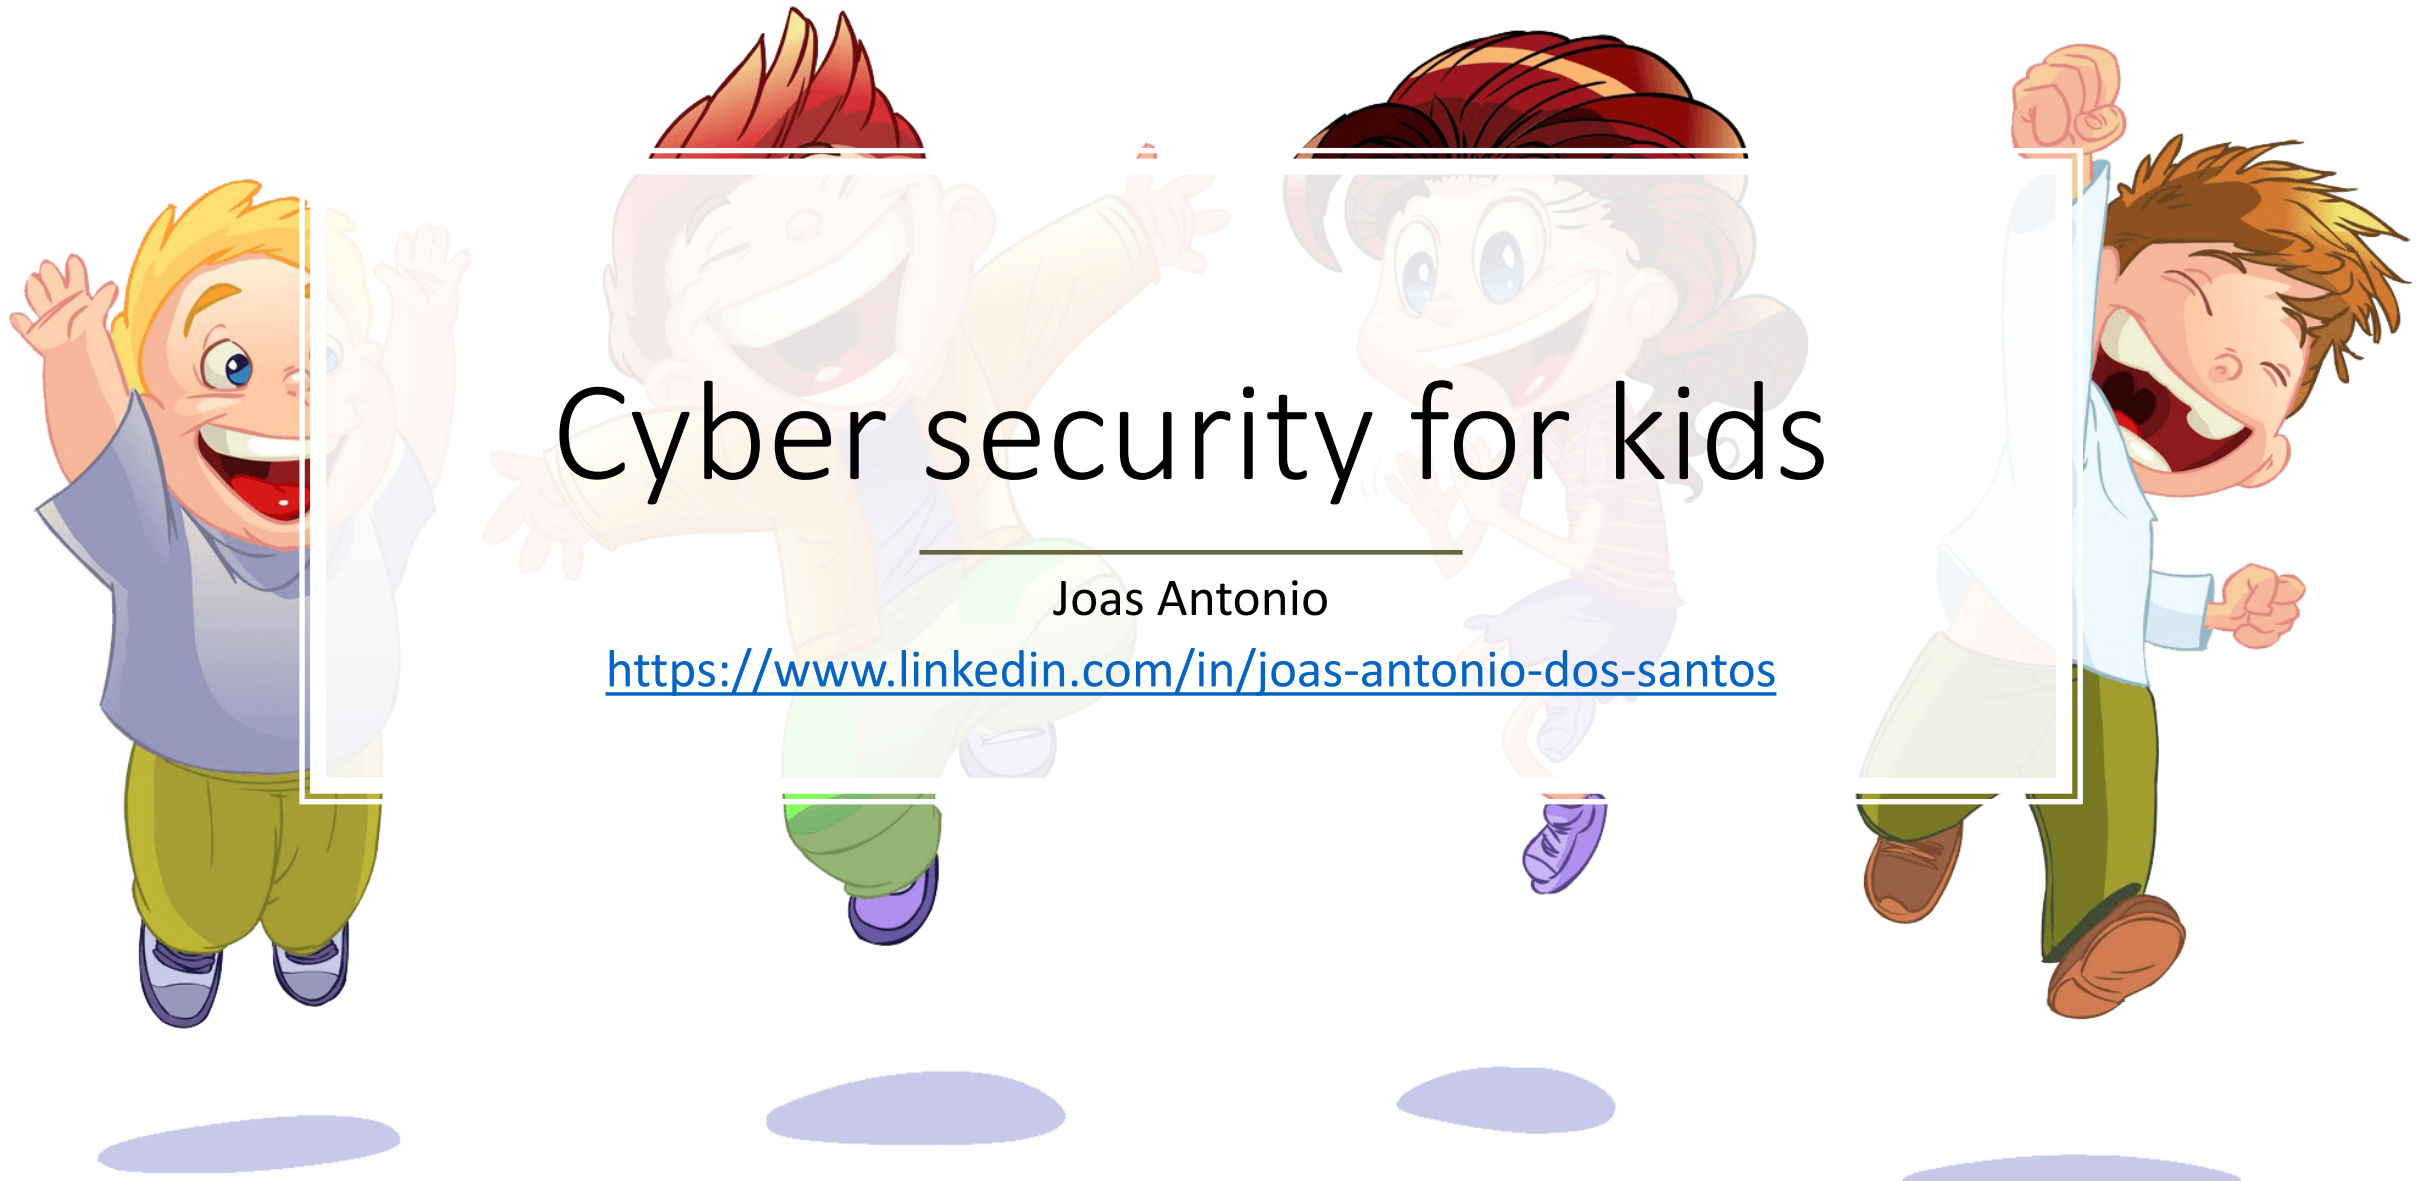 Cyber security for kids
Joas Antonio
https://www.linkedin.com/in/joas-antonio-dos-santos